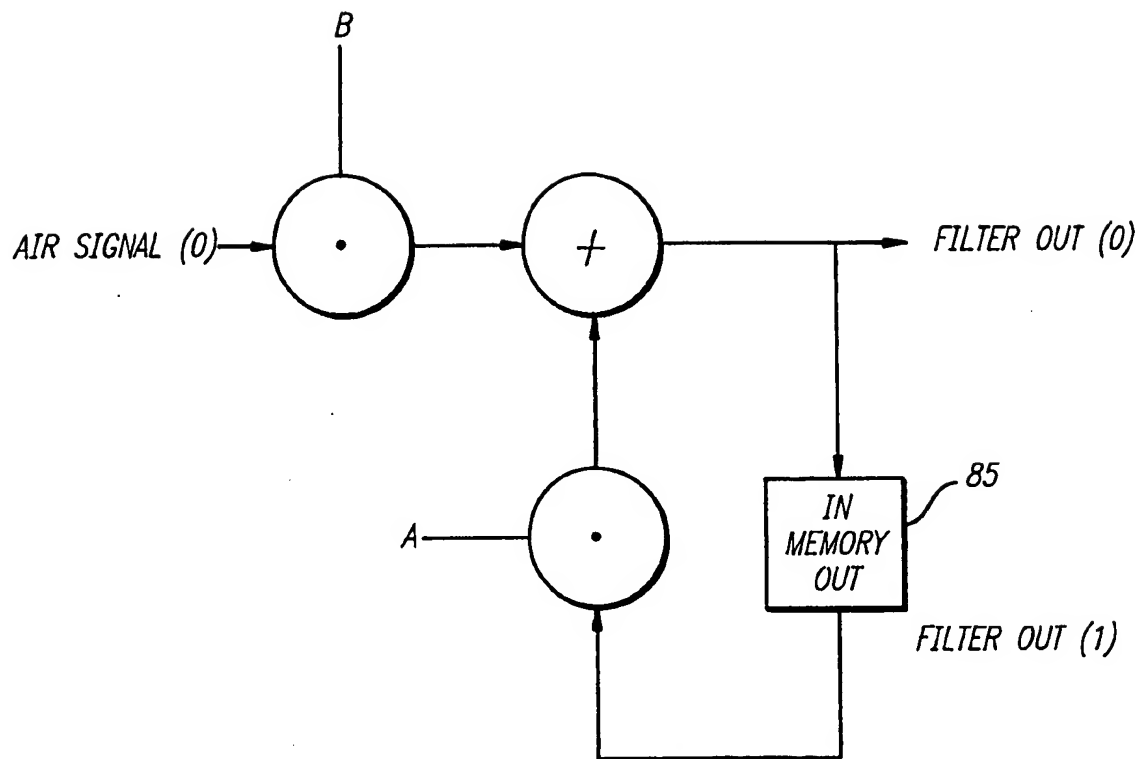 B
AIR SIGNAL (0)
•
+
FILTER OUT (0)
A
•
IN
MEMORY
OUT
85
FILTER OUT (1)